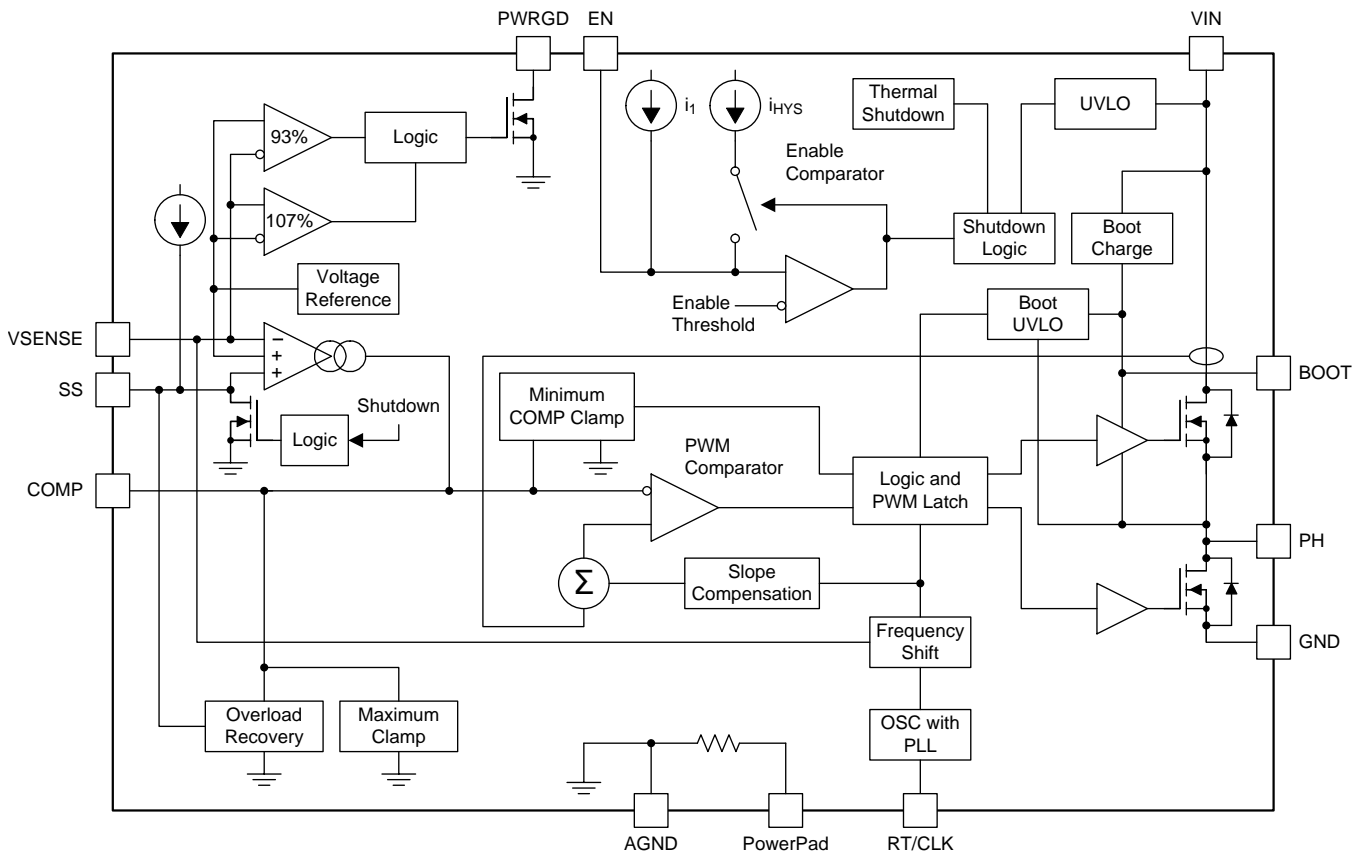 PWRGD
EN
VIN
93%
Logic
i1
iHYS
Thermal
Shutdown
UVLO
Enable
Comparator
107%
Shutdown
Logic
Boot
Charge
Voltage
Reference
Enable
Threshold
Boot
UVLO
VSENSE
−
+
+
SS
BOOT
Shutdown
Logic
Minimum
COMP Clamp
PWM
Comparator
COMP
Logic and
PWM Latch
PH
Σ
Slope
Compensation
Frequency
Shift
GND
Overload
Recovery
Maximum
Clamp
OSC with
PLL
AGND
PowerPad
RT/CLK